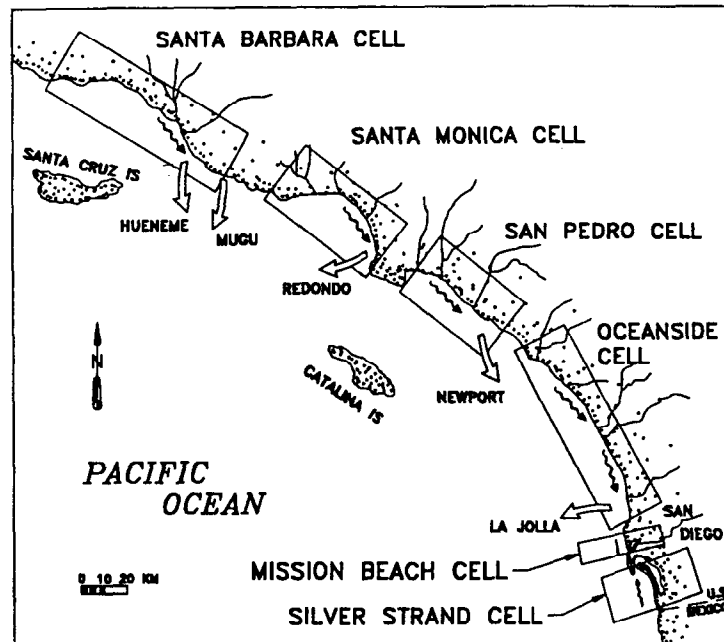 SANTA BARBARA CELL
SANTA MONICA CELL
SANTA CRUZ IS
HUENEME
MUGU
SAN PEDRO CELL
REDONDO
OCEANSIDE
CELL
N
CATALINA IS
NEWPORT
PACIFIC
OCEAN
LA JOLLA
SAN
DIEGO
MISSION BEACH CELL
0 10 20 KM
SILVER STRAND CELL
U.S.
MEXICO